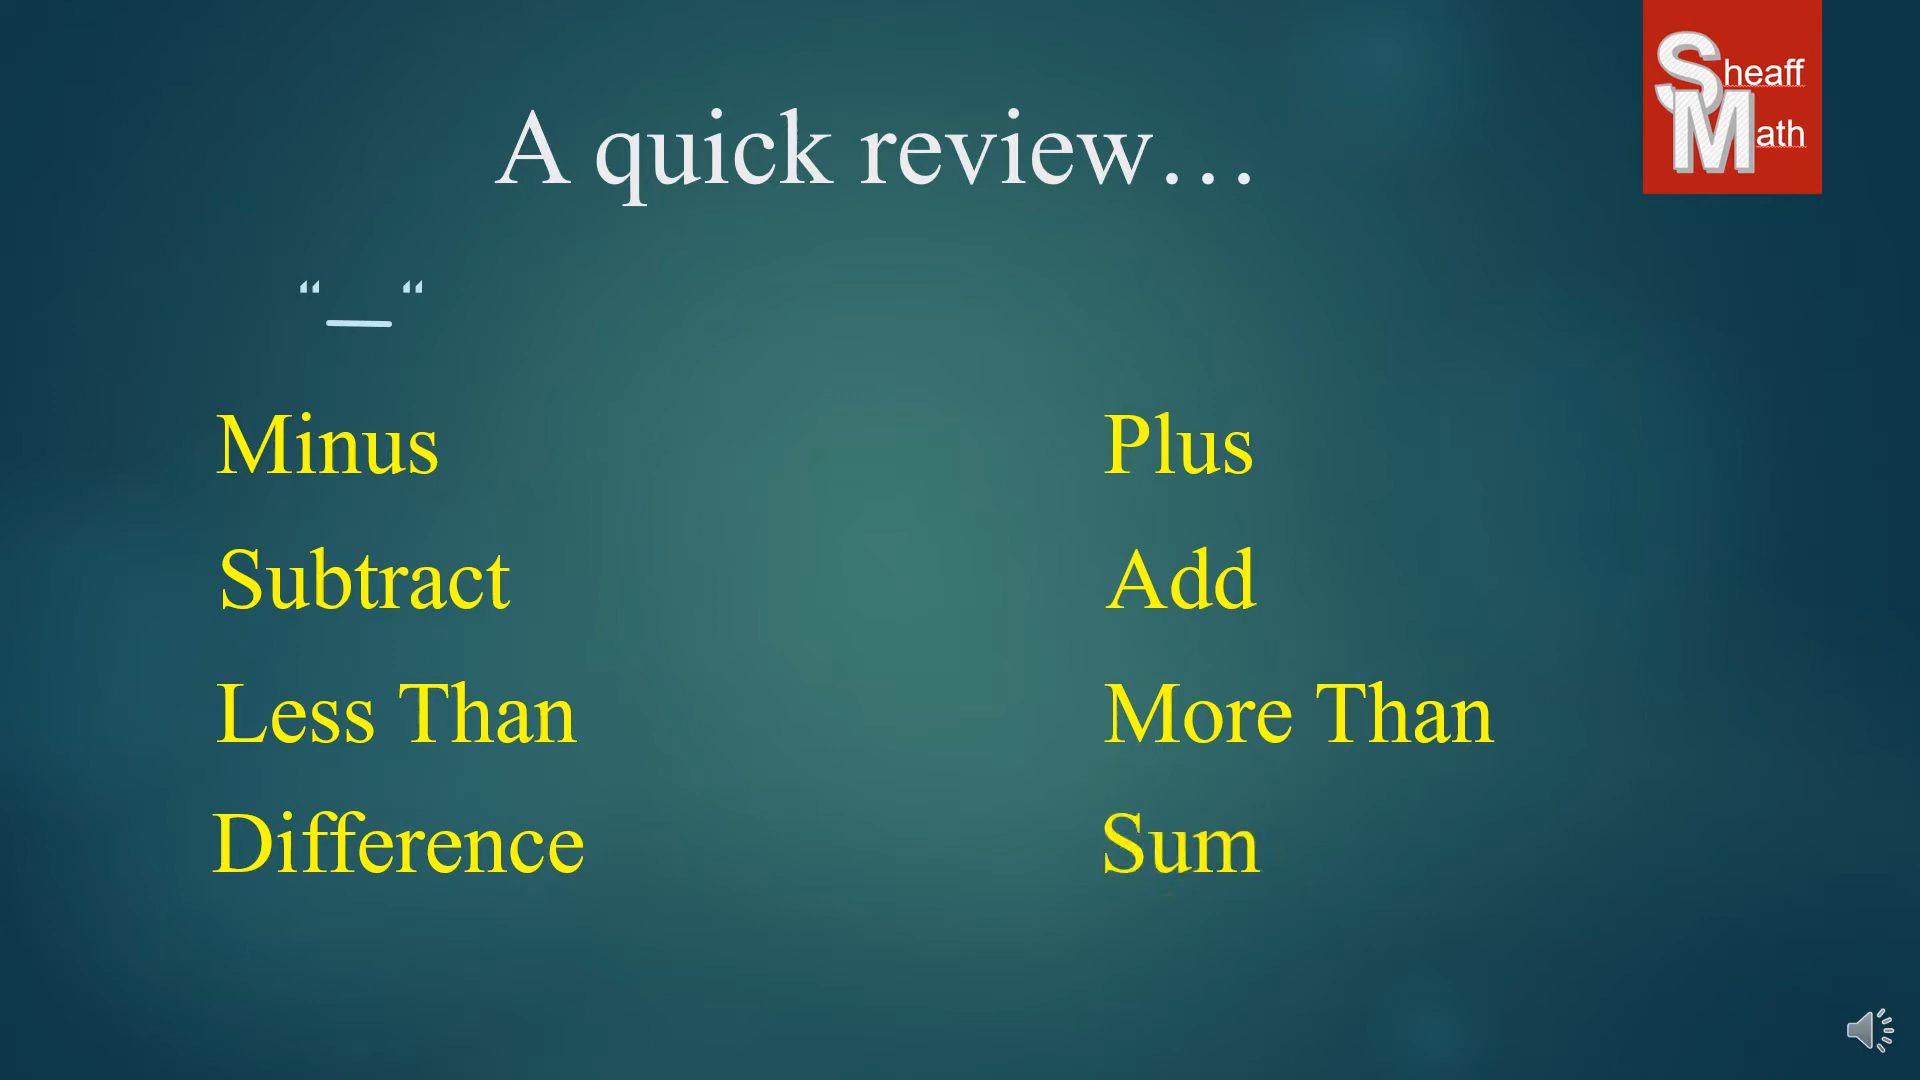 A quick review…
Sheaff
Math
“—“
Minus
Subtract
Less Than
Difference
Plus
Add
More Than
Sum